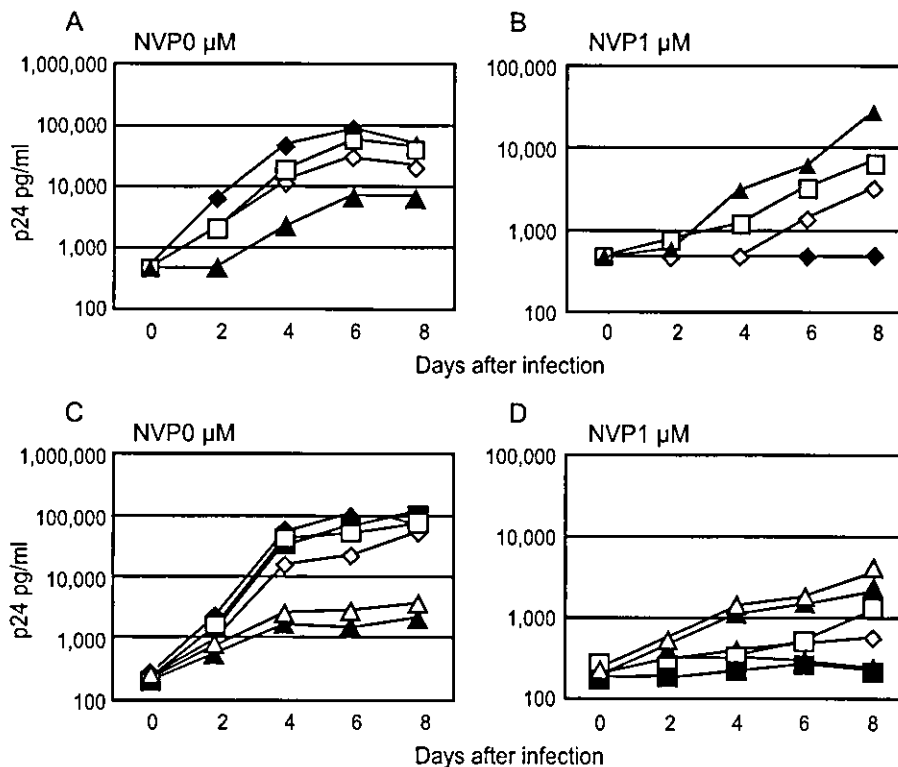 A
NVP0 μM
1,000,000
100,000
10,000
1,000
100
p24 pg/ml
0 2 4 6 8
B
NVP1 μM
100,000
10,000
1,000
100
0 2 4 6 8
Days after infection
C
NVP0 μM
1,000,000
100,000
10,000
1,000
100
p24 pg/ml
0 2 4 6 8
D
NVP1 μM
100,000
10,000
1,000
100
0 2 4 6 8
Days after infection